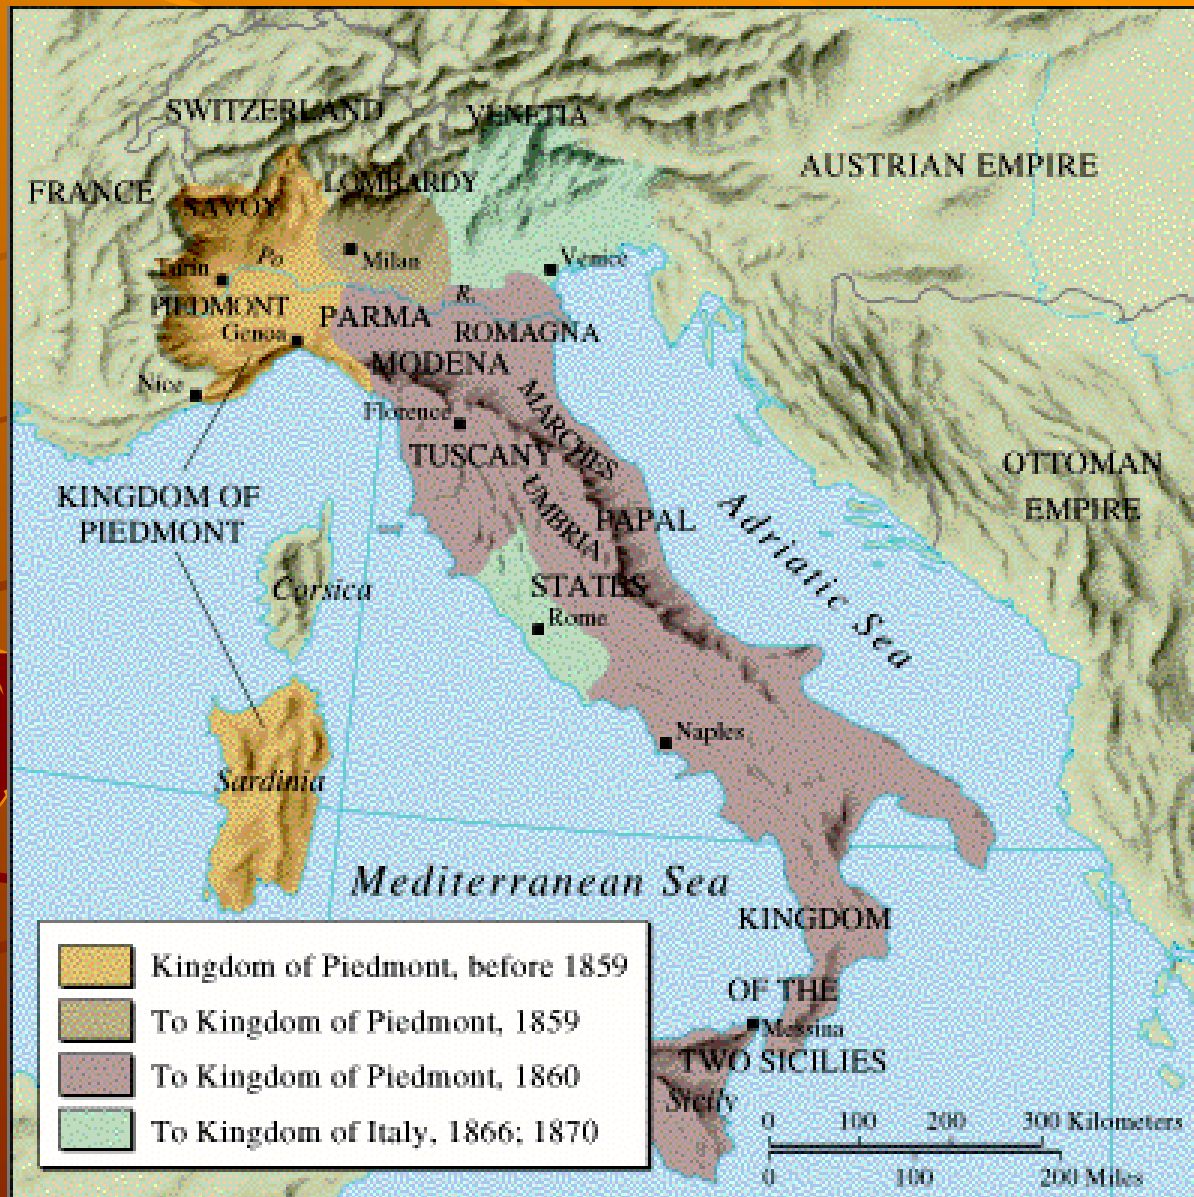 SWITZERLAND
VENETIA
AUSTRIAN EMPIRE
FRANCE
LOMBARDY
SAVOY
Po
Milan
Venice
Turin
R.
PIEDMONT
PARMA
ROMAGNA
Genoa
MODENA
Nice
MARCHES
Florence
TUSCANY
OTTOMAN
EMPIRE
UMBRIA
KINGDOM OF
PIEDMONT
PAPAL
STATES
Adriatic Sea
Corsica
Rome
Naples
Sardinia
Mediterranean Sea
KINGDOM
OF THE
Messina
TWO SICILIES
Sicily
Kingdom of Piedmont, before 1859
To Kingdom of Piedmont, 1859
To Kingdom of Piedmont, 1860
To Kingdom of Italy, 1866; 1870
0 100 200 300 Kilometers
0 100 200 Miles